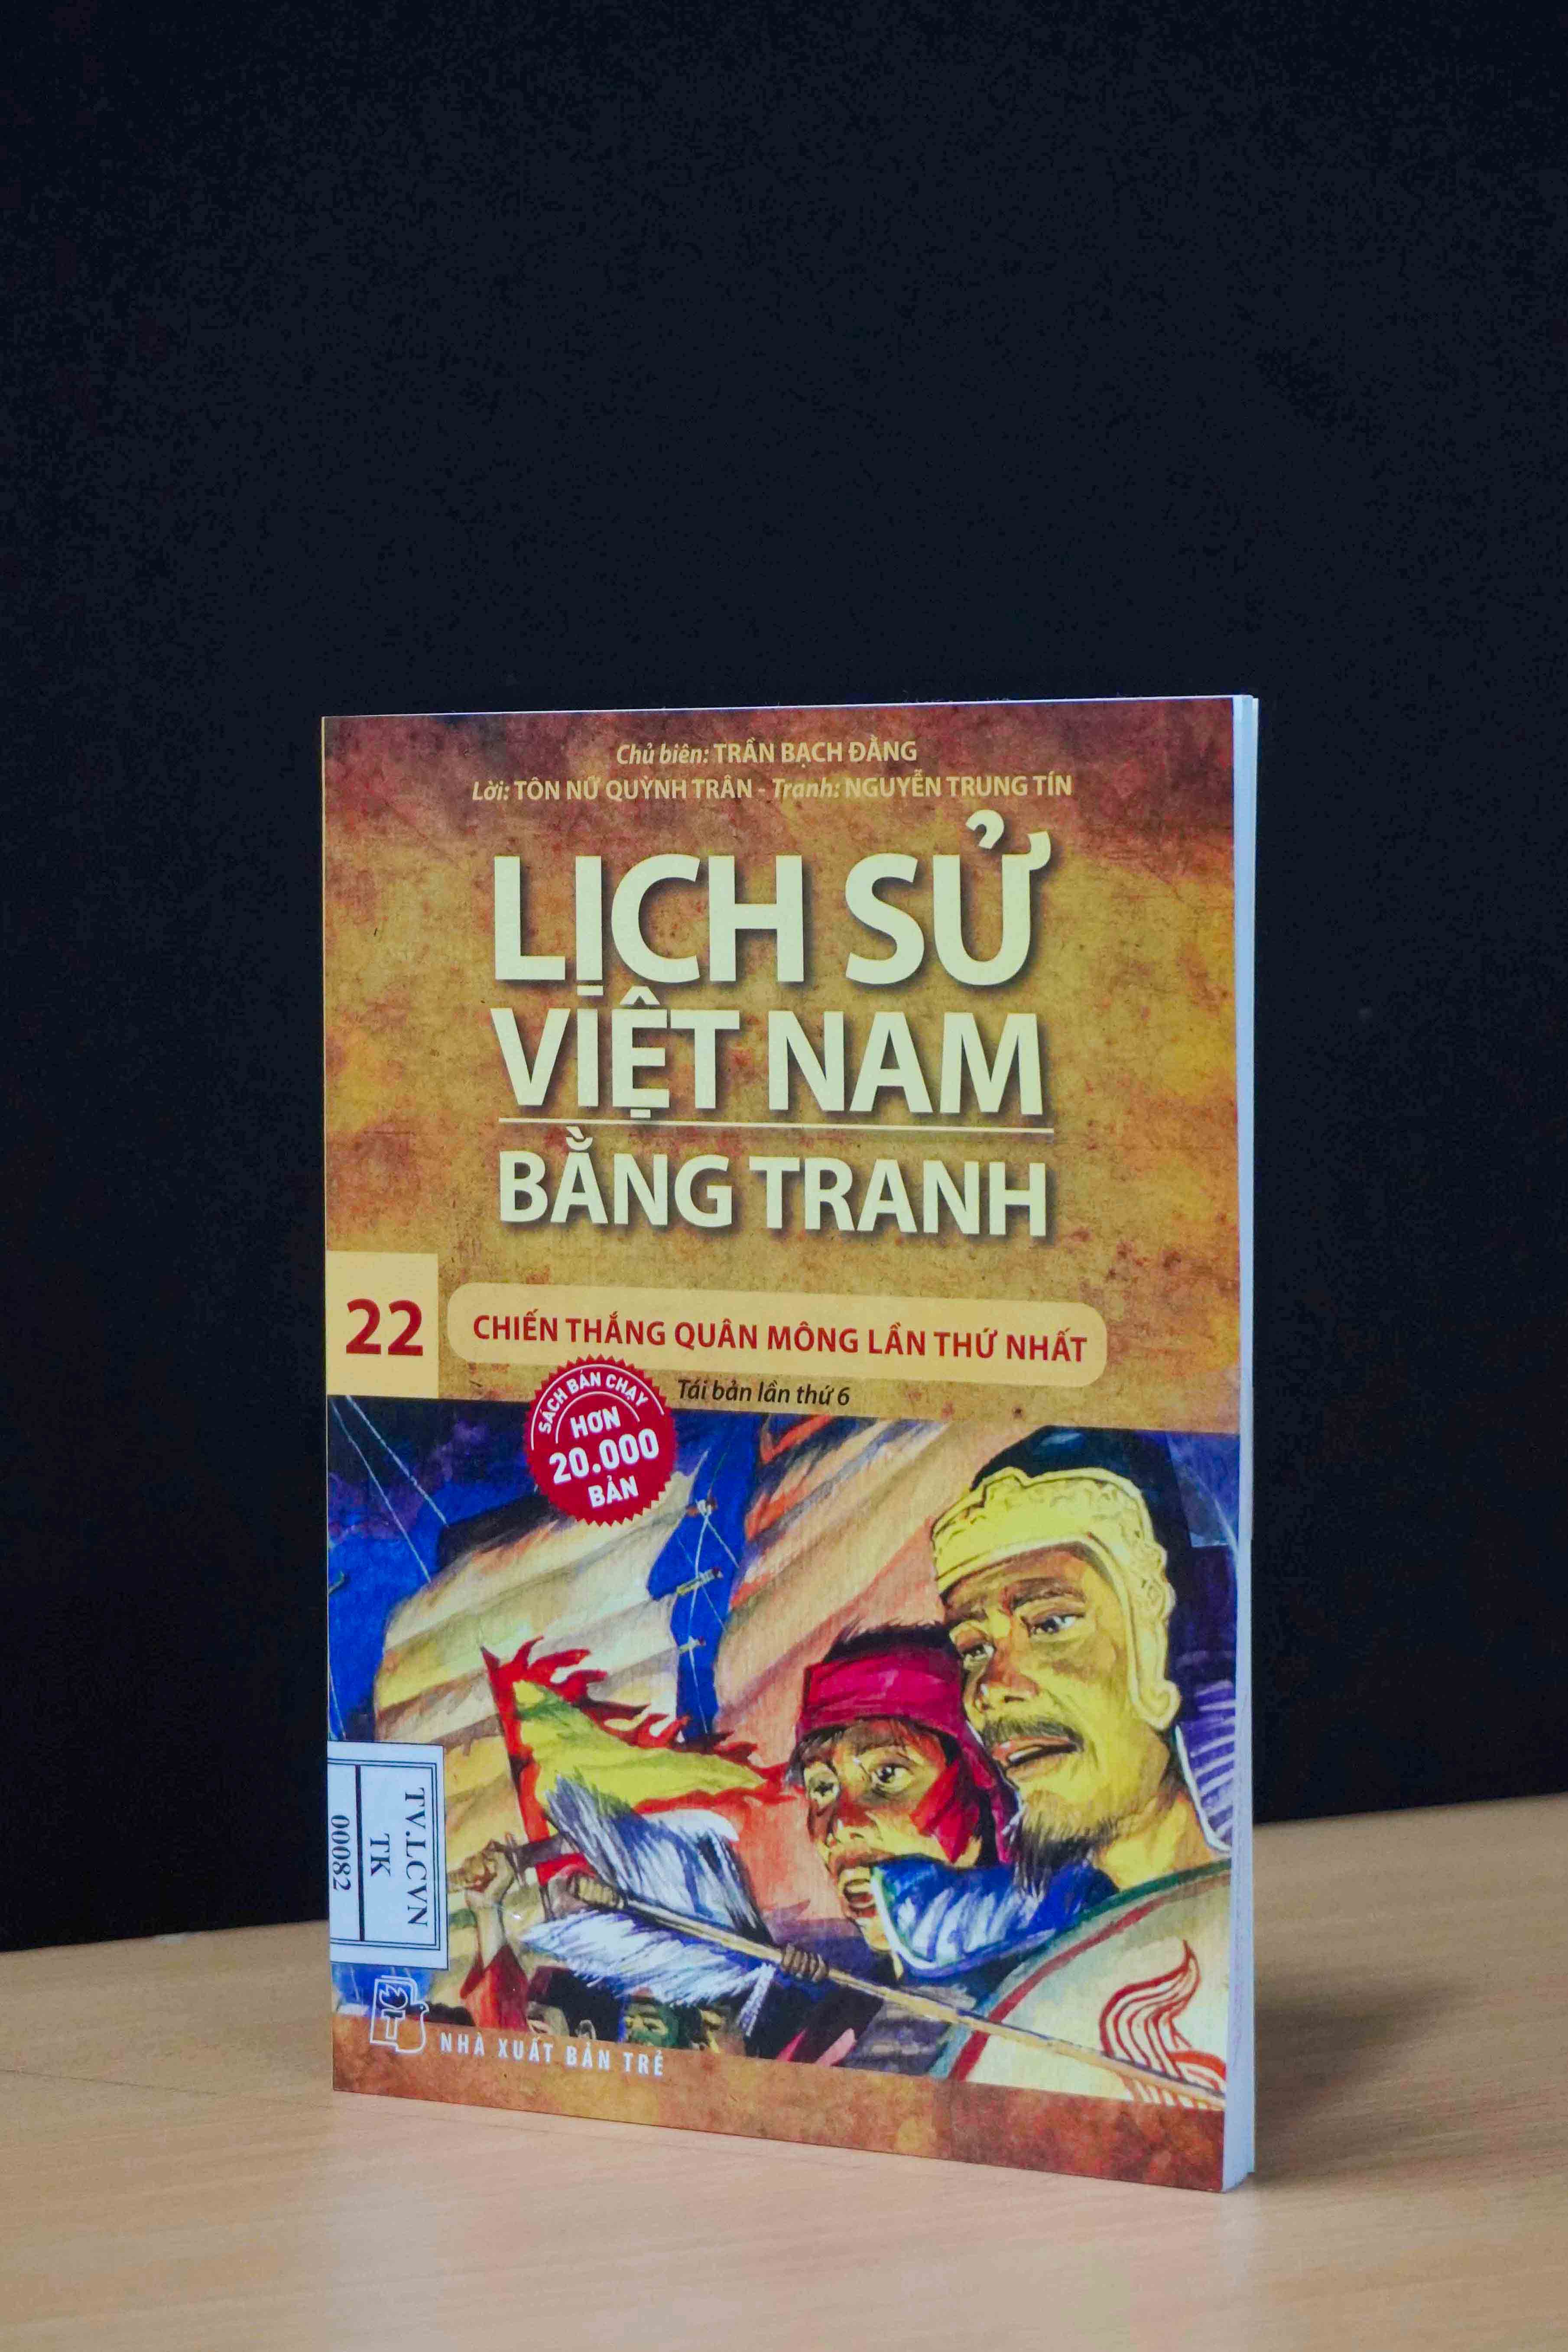 Chủ biên: TRẦN BẠCH ĐẰNG
Lời: TÔN NỮ QUỲNH TRÂN - Tranh: NGUYỄN TRUNG TÍN
LỊCH SỬ
VIỆT NAM
BẰNG TRANH
22
CHIẾN THẮNG QUÂN MÔNG LẦN THỨ NHẤT
Tái bản lần thứ 6
SÁCH BÁN CHẠY
HƠN
20.000
BẢN
TV.LCVN
TK
00082
NHÀ XUẤT BẢN TRẺ